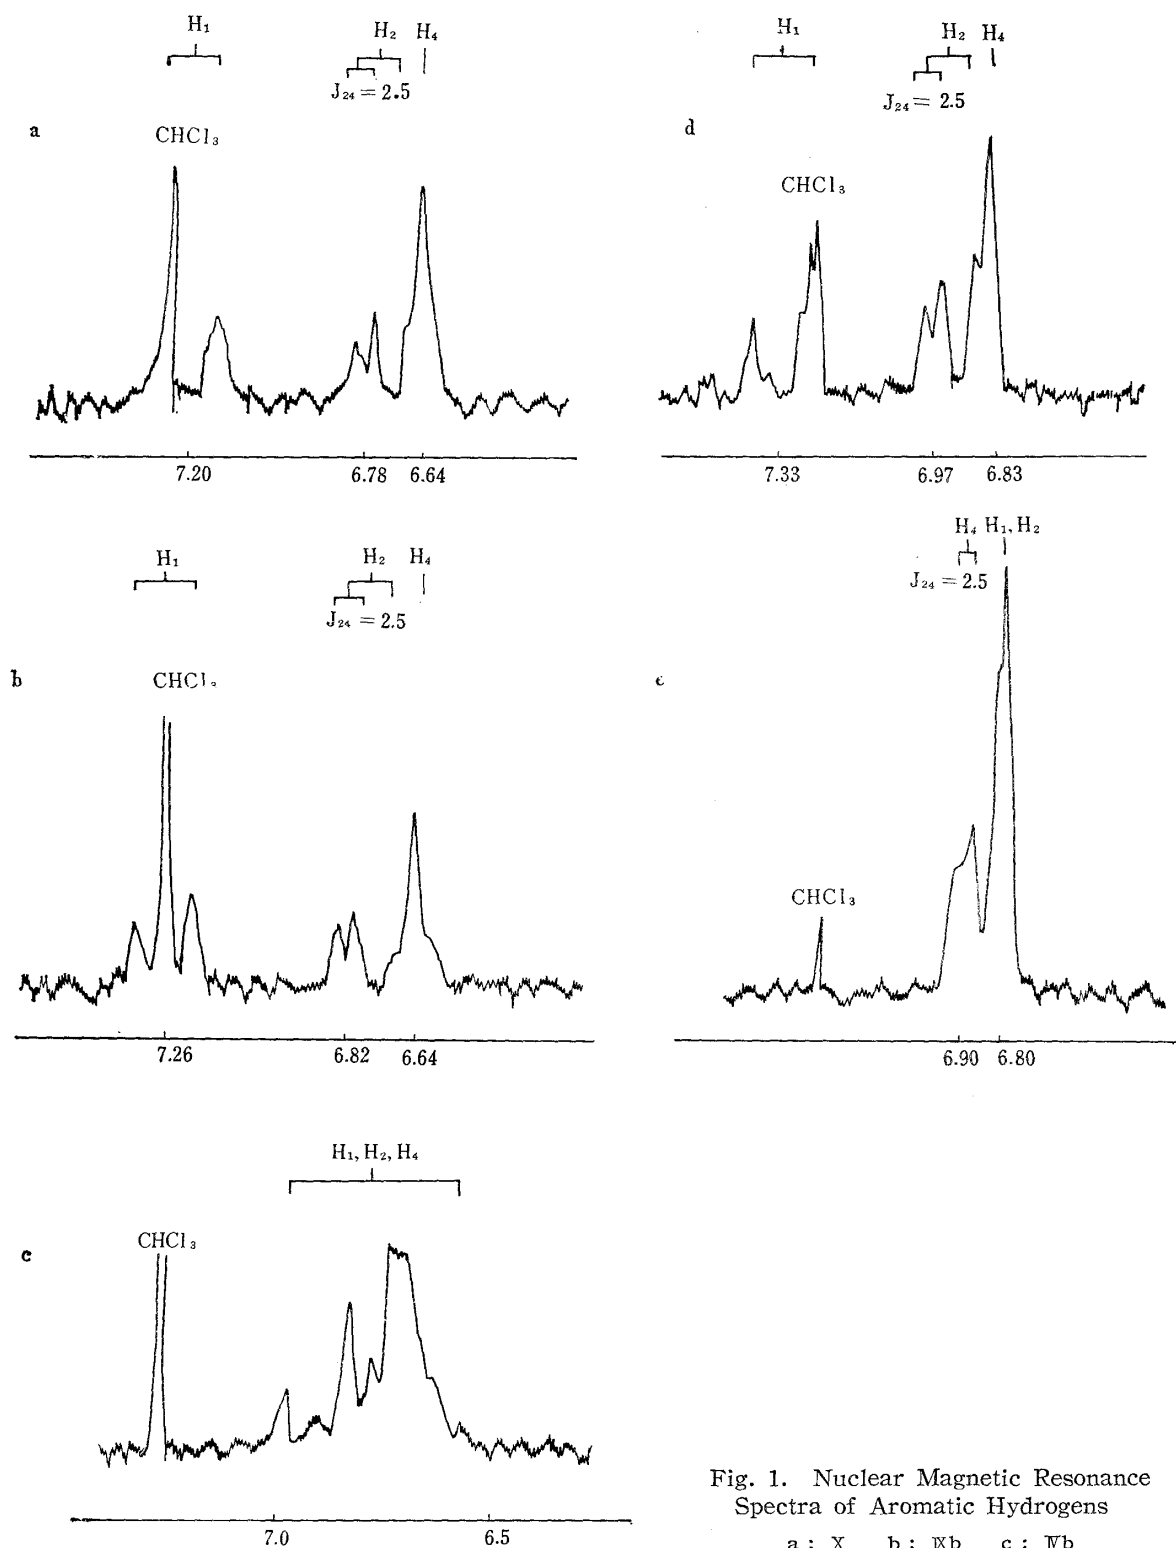 H₁
H₂ H₄
J₂₄ = 2.5
a
CHCl₃
7.20 6.78 6.64
H₁
H₂ H₄
J₂₄ = 2.5
d
CHCl₃
7.33 6.97 6.83
H₁
H₂ H₄
J₂₄ = 2.5
b
CHCl₃
7.26 6.82 6.64
H₄ H₁, H₂
J₂₄ = 2.5
CHCl₃
6.90 6.80
H₁, H₂, H₄
c
CHCl₃
7.0 6.5
Fig. 1. Nuclear Magnetic Resonance
Spectra of Aromatic Hydrogens
a : X b : Ⅸb c : Ⅳb